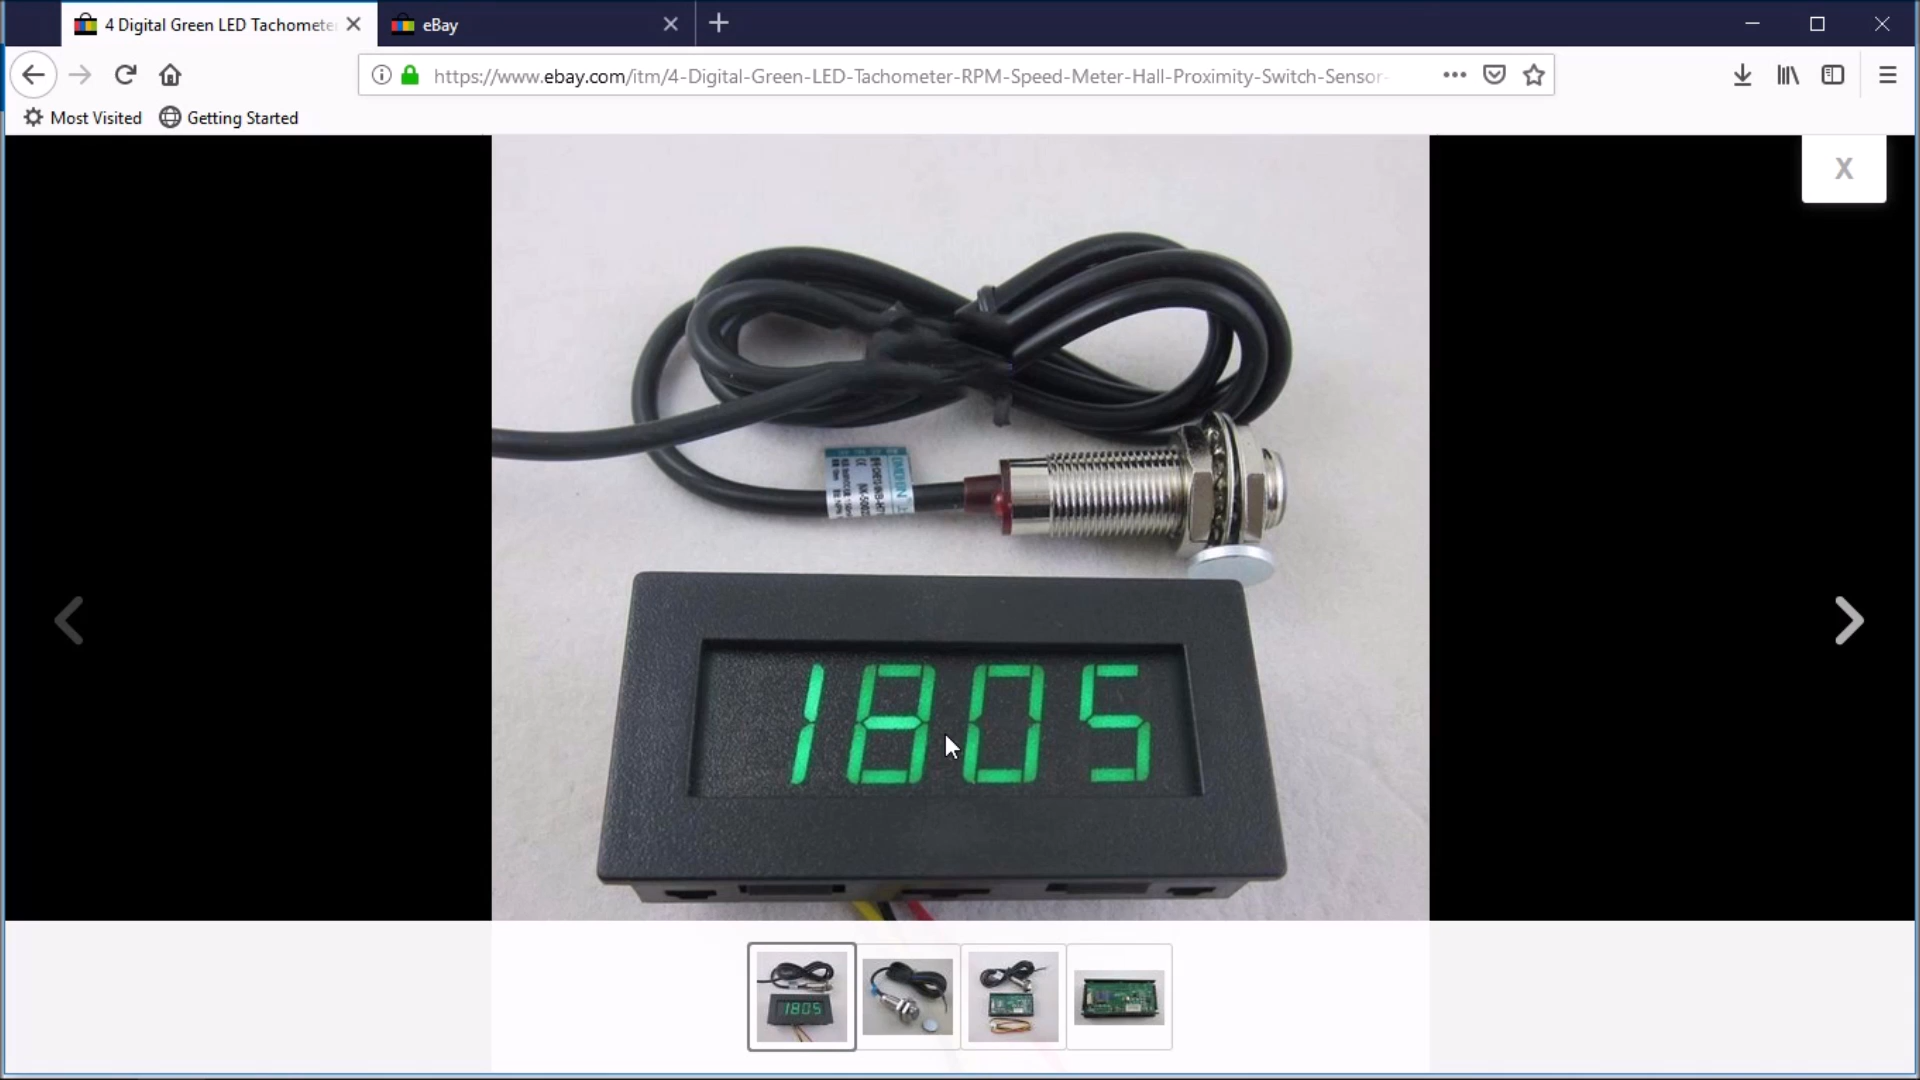 4 Digital Green LED Tachomete
eBay
https://www.ebay.com/itm/4-Digital-Green-LED-Tachometer-RPM-Speed-Meter-Hall-Proximity-Switch-Sensor-
Most Visited
Getting Started
X
CE
1805
1805